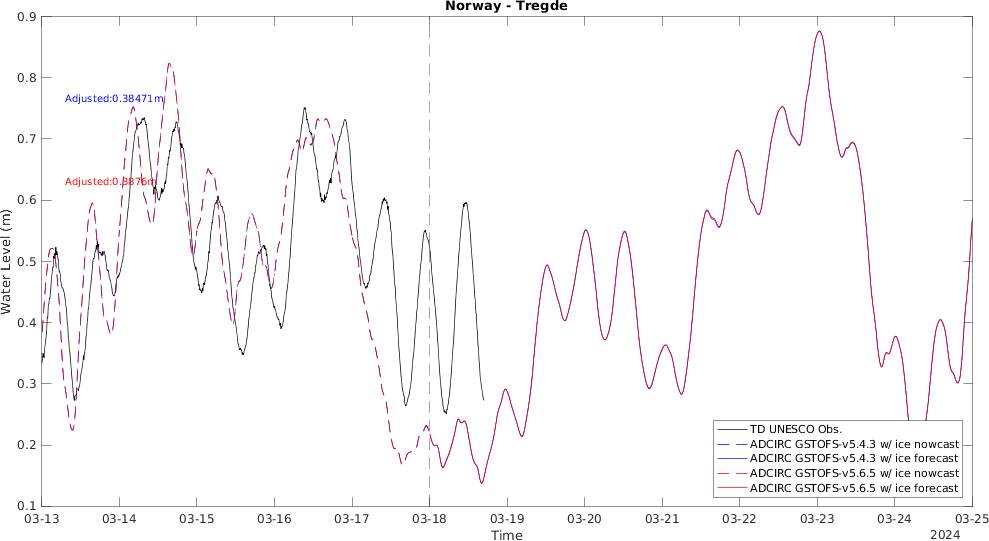 Norway - Tregde
0.9
0.8
0.7
0.6
0.5
0.4
0.3
0.2
0.1
Water Level (m)
Adjusted:0.38471m
Adjusted:0.3876m
TD UNESCO Obs.
ADCIRC GSTOFS-v5.4.3 w/ ice nowcast
ADCIRC GSTOFS-v5.4.3 w/ ice forecast
ADCIRC GSTOFS-v5.6.5 w/ ice nowcast
ADCIRC GSTOFS-v5.6.5 w/ ice forecast
03-13 03-14 03-15 03-16 03-17 03-18 03-19 03-20 03-21 03-22 03-23 03-24 03-25
Time
2024